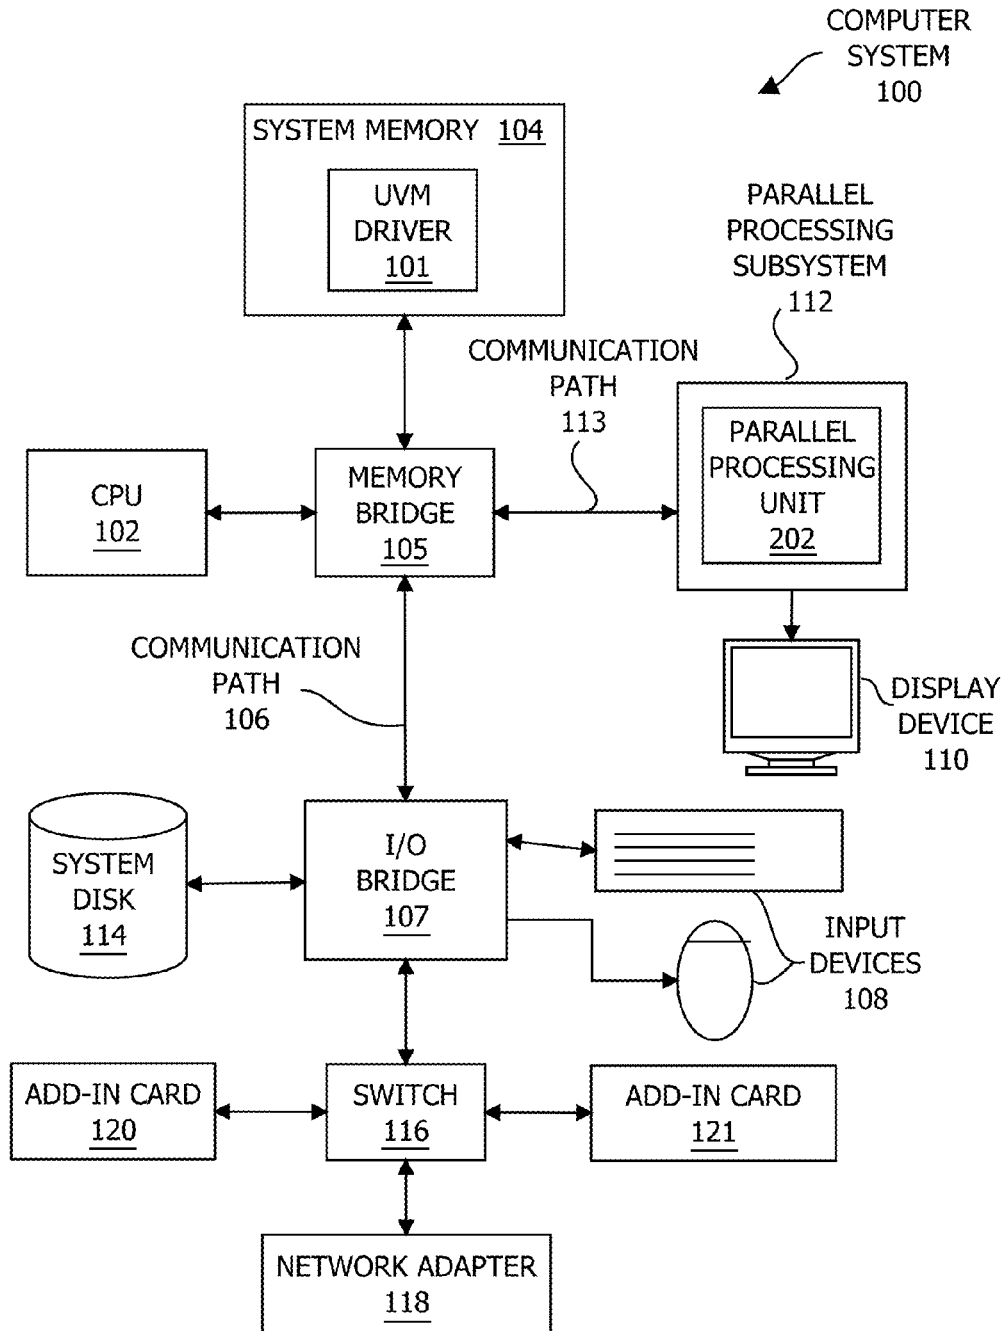 COMPUTER
SYSTEM
100
SYSTEM MEMORY 104
UVM
DRIVER
101
PARALLEL
PROCESSING
SUBSYSTEM
112
COMMUNICATION
PATH
113
PARALLEL
PROCESSING
UNIT
202
CPU
102
MEMORY
BRIDGE
105
COMMUNICATION
PATH
106
DISPLAY
DEVICE
110
SYSTEM
DISK
114
I/O
BRIDGE
107
INPUT
DEVICES
108
ADD-IN CARD
120
SWITCH
116
ADD-IN CARD
121
NETWORK ADAPTER
118